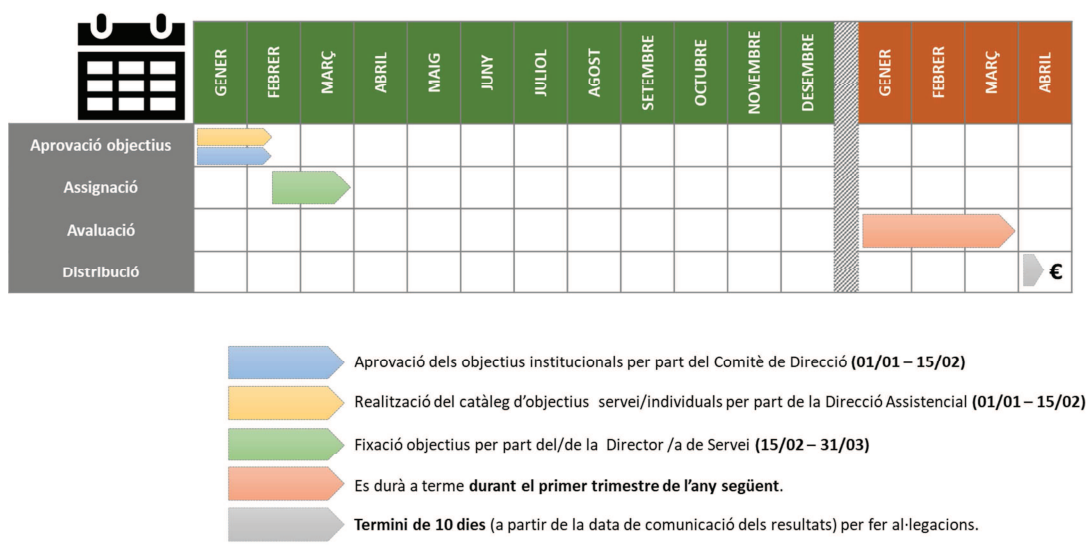 GENER FEBRER MARÇ ABRIL MAIG JUNY JULIOL AGOST SETEMBRE OCTUBRE NOVEMBRE DESEMBRE GENER FEBRER MARÇ ABRIL
Aprovació objectius
Assignació
Avaluació
Distribució €
Aprovació dels objectius institucionals per part del Comitè de Direcció (01/01 – 15/02)
Realització del catàleg d’objectius servei/individuals per part de la Direcció Assistencial (01/01 – 15/02)
Fixació objectius per part del/de la Director /a de Servei (15/02 – 31/03)
Es durà a terme durant el primer trimestre de l’any següent.
Termini de 10 dies (a partir de la data de comunicació dels resultats) per fer al·legacions.